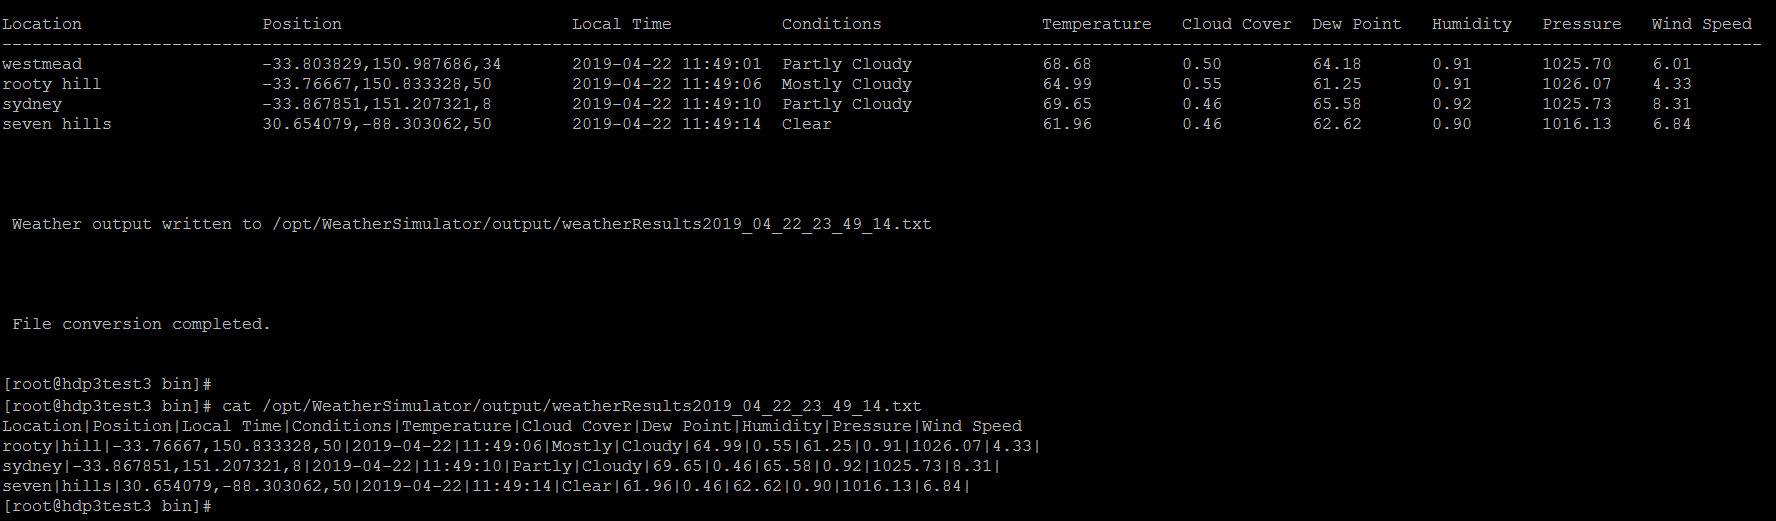 Location Position Local Time Conditions Temperature Cloud Cover Dew Point Humidity Pressure Wind Speed
--------------------------------------------------------------------------------------------------------------------------------------------------------------------------------
westmead -33.803829,150.987686,34 2019-04-22 11:49:01 Partly Cloudy 68.68 0.50 64.18 0.91 1025.70 6.01
rooty hill -33.76667,150.833328,50 2019-04-22 11:49:06 Mostly Cloudy 64.99 0.55 61.25 0.91 1026.07 4.33
sydney -33.867851,151.207321,8 2019-04-22 11:49:10 Partly Cloudy 69.65 0.46 65.58 0.92 1025.73 8.31
seven hills 30.654079,-88.303062,50 2019-04-22 11:49:14 Clear 61.96 0.46 62.62 0.90 1016.13 6.84
Weather output written to /opt/WeatherSimulator/output/weatherResults2019_04_22_23_49_14.txt
File conversion completed.
[root@hdp3test3 bin]#
[root@hdp3test3 bin]# cat /opt/WeatherSimulator/output/weatherResults2019_04_22_23_49_14.txt
Location|Position|Local Time|Conditions|Temperature|Cloud Cover|Dew Point|Humidity|Pressure|Wind Speed
rooty|hill|-33.76667,150.833328,50|2019-04-22|11:49:06|Mostly|Cloudy|64.99|0.55|61.25|0.91|1026.07|4.33|
sydney|-33.867851,151.207321,8|2019-04-22|11:49:10|Partly|Cloudy|69.65|0.46|65.58|0.92|1025.73|8.31|
seven|hills|30.654079,-88.303062,50|2019-04-22|11:49:14|Clear|61.96|0.46|62.62|0.90|1016.13|6.84|
[root@hdp3test3 bin]#